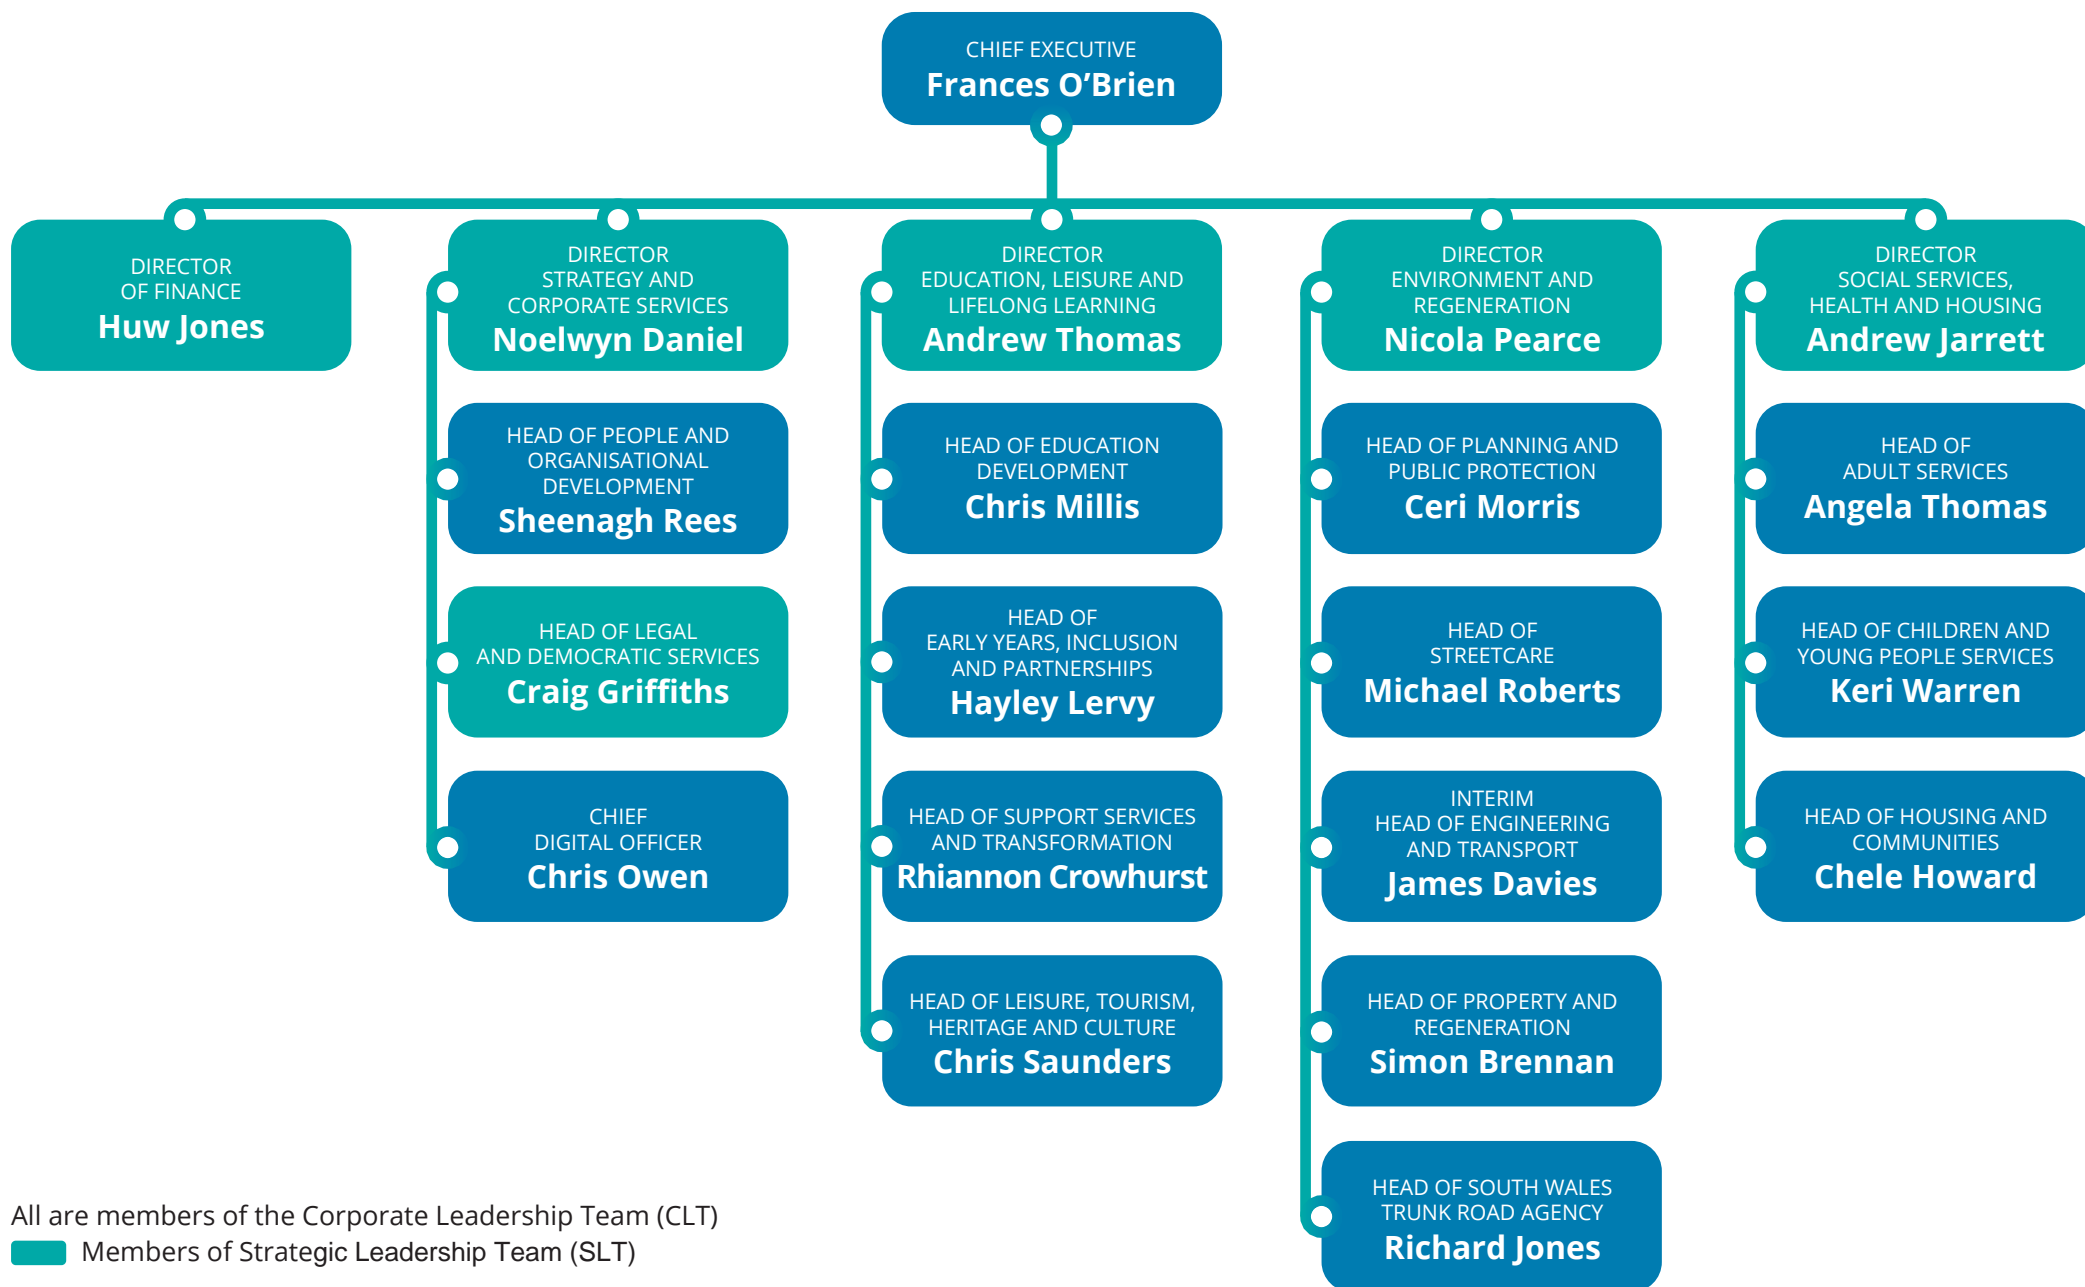 CHIEF EXECUTIVE
Frances O’Brien
DIRECTOR
OF FINANCE
Huw Jones
DIRECTOR
STRATEGY AND
CORPORATE SERVICES
Noelwyn Daniel
HEAD OF PEOPLE AND
ORGANISATIONAL
DEVELOPMENT
Sheenagh Rees
HEAD OF LEGAL
AND DEMOCRATIC SERVICES
Craig Griffiths
CHIEF
DIGITAL OFFICER
Chris Owen
DIRECTOR
EDUCATION, LEISURE AND
LIFELONG LEARNING
Andrew Thomas
HEAD OF EDUCATION
DEVELOPMENT
Chris Millis
HEAD OF
EARLY YEARS, INCLUSION
AND PARTNERSHIPS
Hayley Lervy
HEAD OF SUPPORT SERVICES
AND TRANSFORMATION
Rhiannon Crowhurst
HEAD OF LEISURE, TOURISM,
HERITAGE AND CULTURE
Chris Saunders
DIRECTOR
ENVIRONMENT AND
REGENERATION
Nicola Pearce
HEAD OF PLANNING AND
PUBLIC PROTECTION
Ceri Morris
HEAD OF
STREETCARE
Michael Roberts
INTERIM
HEAD OF ENGINEERING
AND TRANSPORT
James Davies
HEAD OF PROPERTY AND
REGENERATION
Simon Brennan
HEAD OF SOUTH WALES
TRUNK ROAD AGENCY
Richard Jones
DIRECTOR
SOCIAL SERVICES,
HEALTH AND HOUSING
Andrew Jarrett
HEAD OF
ADULT SERVICES
Angela Thomas
HEAD OF CHILDREN AND
YOUNG PEOPLE SERVICES
Keri Warren
HEAD OF HOUSING AND
COMMUNITIES
Chele Howard
All are members of the Corporate Leadership Team (CLT)
Members of Strategic Leadership Team (SLT)